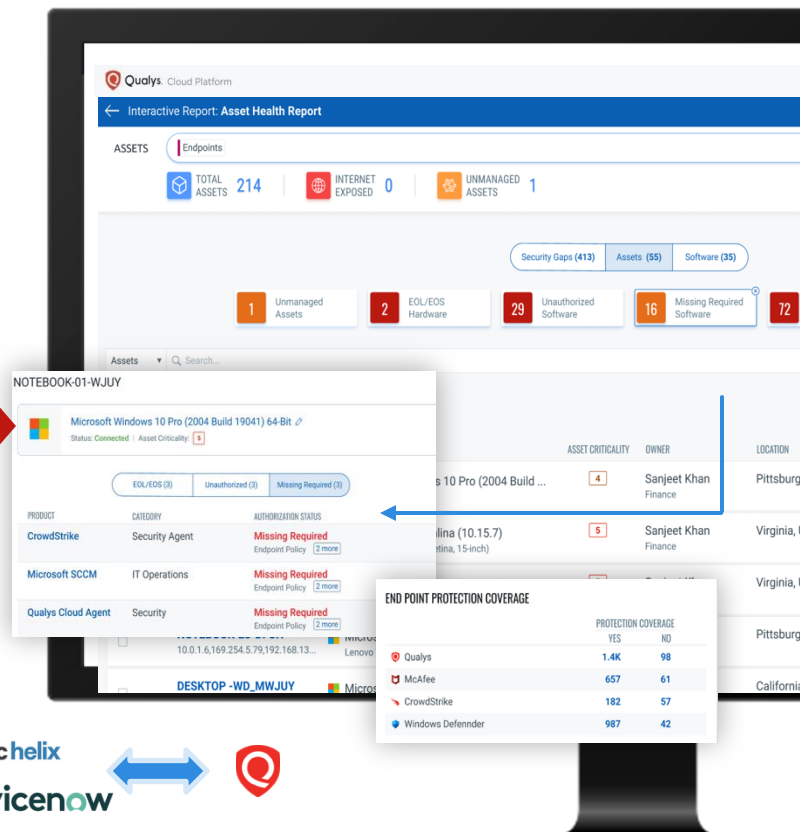 Qualys. Cloud Platform
Interactive Report: Asset Health Report
ASSETS
Endpoints
TOTAL ASSETS 214
INTERNET EXPOSED 0
UNMANAGED ASSETS 1
Security Gaps (413) Assets (55) Software (35)
1 Unmanaged Assets
2 EOL/EOS Hardware
29 Unauthorized Software
16 Missing Required Software
72
Assets Search...
NOTEBOOK-01-WJUY
Microsoft Windows 10 Pro (2004 Build 19041) 64-Bit
Status: Connected | Asset Criticality: 5
EOL/EOS (3) Unauthorized (3) Missing Required (3)
PRODUCT CATEGORY AUTHORIZATION STATUS
CrowdStrike Security Agent Missing Required
Endpoint Policy 2 more
Microsoft SCCM IT Operations Missing Required
Endpoint Policy 2 more
Qualys Cloud Agent Security Missing Required
Endpoint Policy 2 more
ASSET CRITICALITY OWNER LOCATION
s 10 Pro (2004 Build ... 4 Sanjeet Khan Pittsburg
Finance
lina (10.15.7) 5 Sanjeet Khan Virginia, U
etina, 15-inch) Finance
Virginia, U
Pittsburg
10.0.1.6,169.254.5.79,192.168.13... Lenovo
DESKTOP -WD_MWJUY Micros
California
END POINT PROTECTION COVERAGE
PROTECTION COVERAGE
YES NO
Qualys 1.4K 98
McAfee 657 61
CrowdStrike 182 57
Windows Defennder 987 42
chelix
vicenow